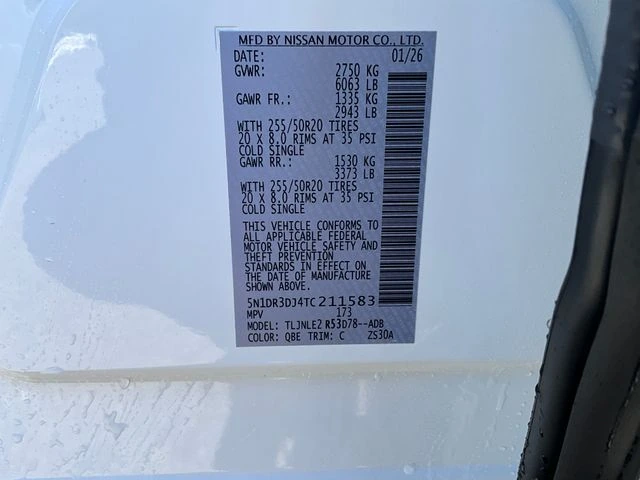 MFD BY NISSAN MOTOR CO., LTD.
DATE: 01/26
GVWR: 2750 KG
6063 LB
GAWR FR.: 1335 KG
2943 LB
WITH 255/50R20 TIRES
20 X 8.0 RIMS AT 35 PSI
COLD SINGLE
GAWR RR.: 1530 KG
3373 LB
WITH 255/50R20 TIRES
20 X 8.0 RIMS AT 35 PSI
COLD SINGLE
THIS VEHICLE CONFORMS TO
ALL APPLICABLE FEDERAL
MOTOR VEHICLE SAFETY AND
THEFT PREVENTION
STANDARDS IN EFFECT ON
THE DATE OF MANUFACTURE
SHOWN ABOVE.
5N1DR3DJ4TC211583
MPV 173
MODEL: TLJNLE2 R53D78--ADB
COLOR: QBE TRIM: C ZS30A